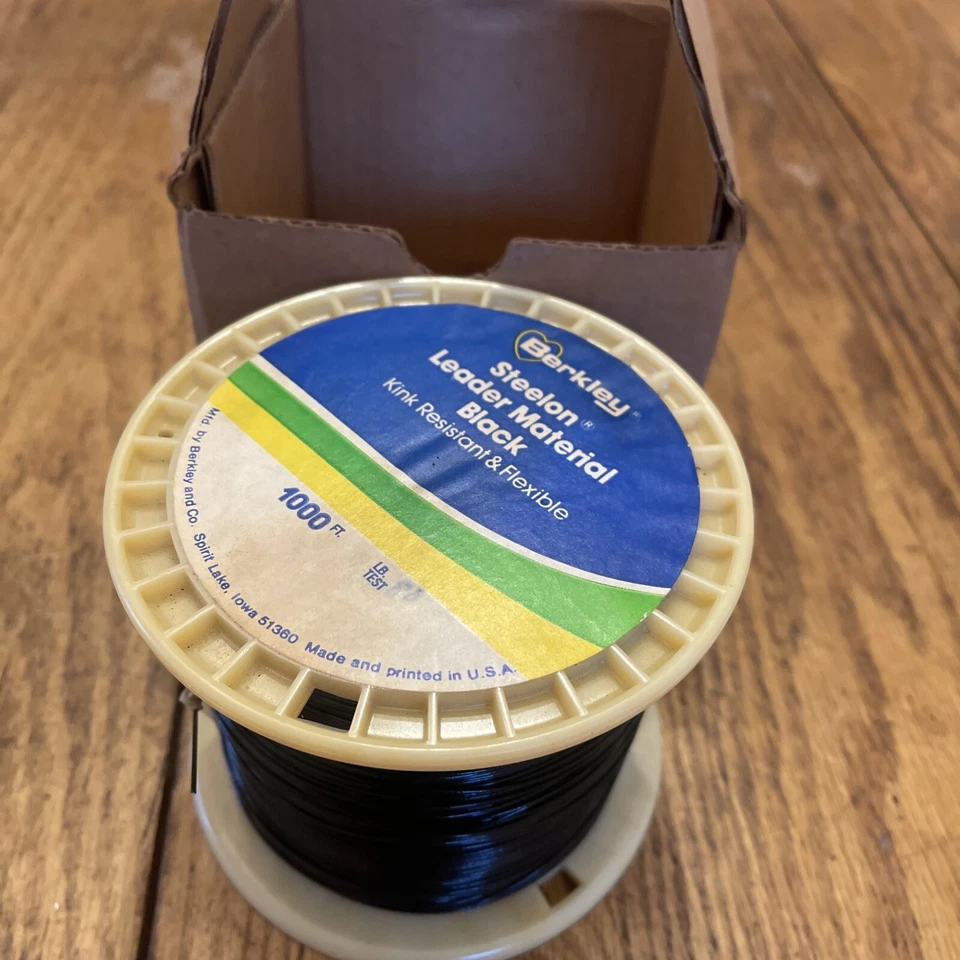 Berkley
Steelon ®
Leader Material
Black
Kink Resistant & Flexible
1000 FT.
LB.
TEST
Mfd by Berkley and Co. Spirit Lake, Iowa 51360 Made and printed in U.S.A.